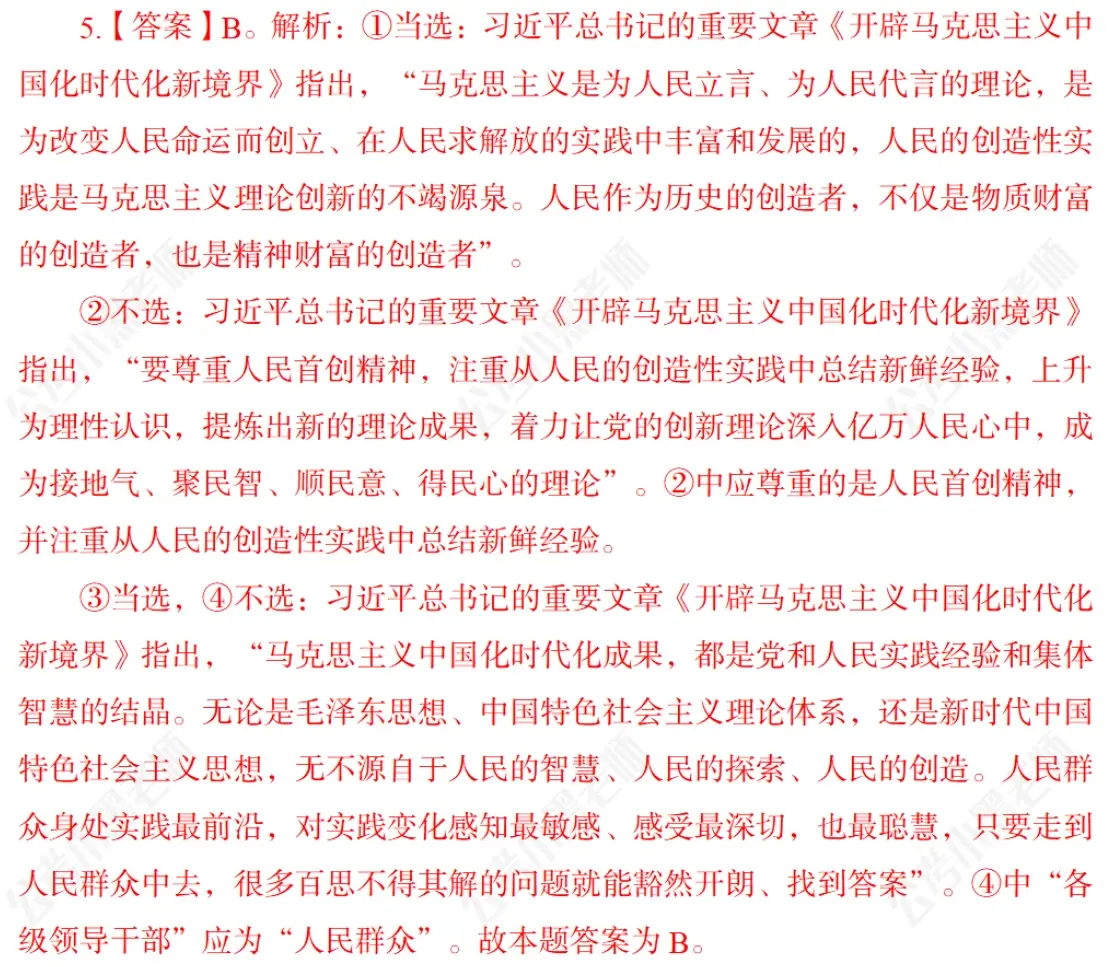 5.【答案】B。解析：①当选：习近平总书记的重要文章《开辟马克思主义中
国化时代化新境界》指出，“马克思主义是为人民立言、为人民代言的理论，是
为改变人民命运而创立、在人民求解放的实践中丰富和发展的，人民的创造性实
践是马克思主义理论创新的不竭源泉。人民作为历史的创造者，不仅是物质财富
的创造者，也是精神财富的创造者”。
②不选：习近平总书记的重要文章《开辟马克思主义中国化时代化新境界》
指出，“要尊重人民首创精神，注重从人民的创造性实践中总结新鲜经验，上升
为理性认识，提炼出新的理论成果，着力让党的创新理论深入亿万人民心中，成
为接地气、聚民智、顺民意、得民心的理论”。②中应尊重的是人民首创精神，
并注重从人民的创造性实践中总结新鲜经验。
③当选，④不选：习近平总书记的重要文章《开辟马克思主义中国化时代化
新境界》指出，“马克思主义中国化时代化成果，都是党和人民实践经验和集体
智慧的结晶。无论是毛泽东思想、中国特色社会主义理论体系，还是新时代中国
特色社会主义思想，无不源自于人民的智慧、人民的探索、人民的创造。人民群
众身处实践最前沿，对实践变化感知最敏感、感受最深切，也最聪慧，只要走到
人民群众中去，很多百思不得其解的问题就能豁然开朗、找到答案”。④中“各
级领导干部”应为“人民群众”。故本题答案为 B。